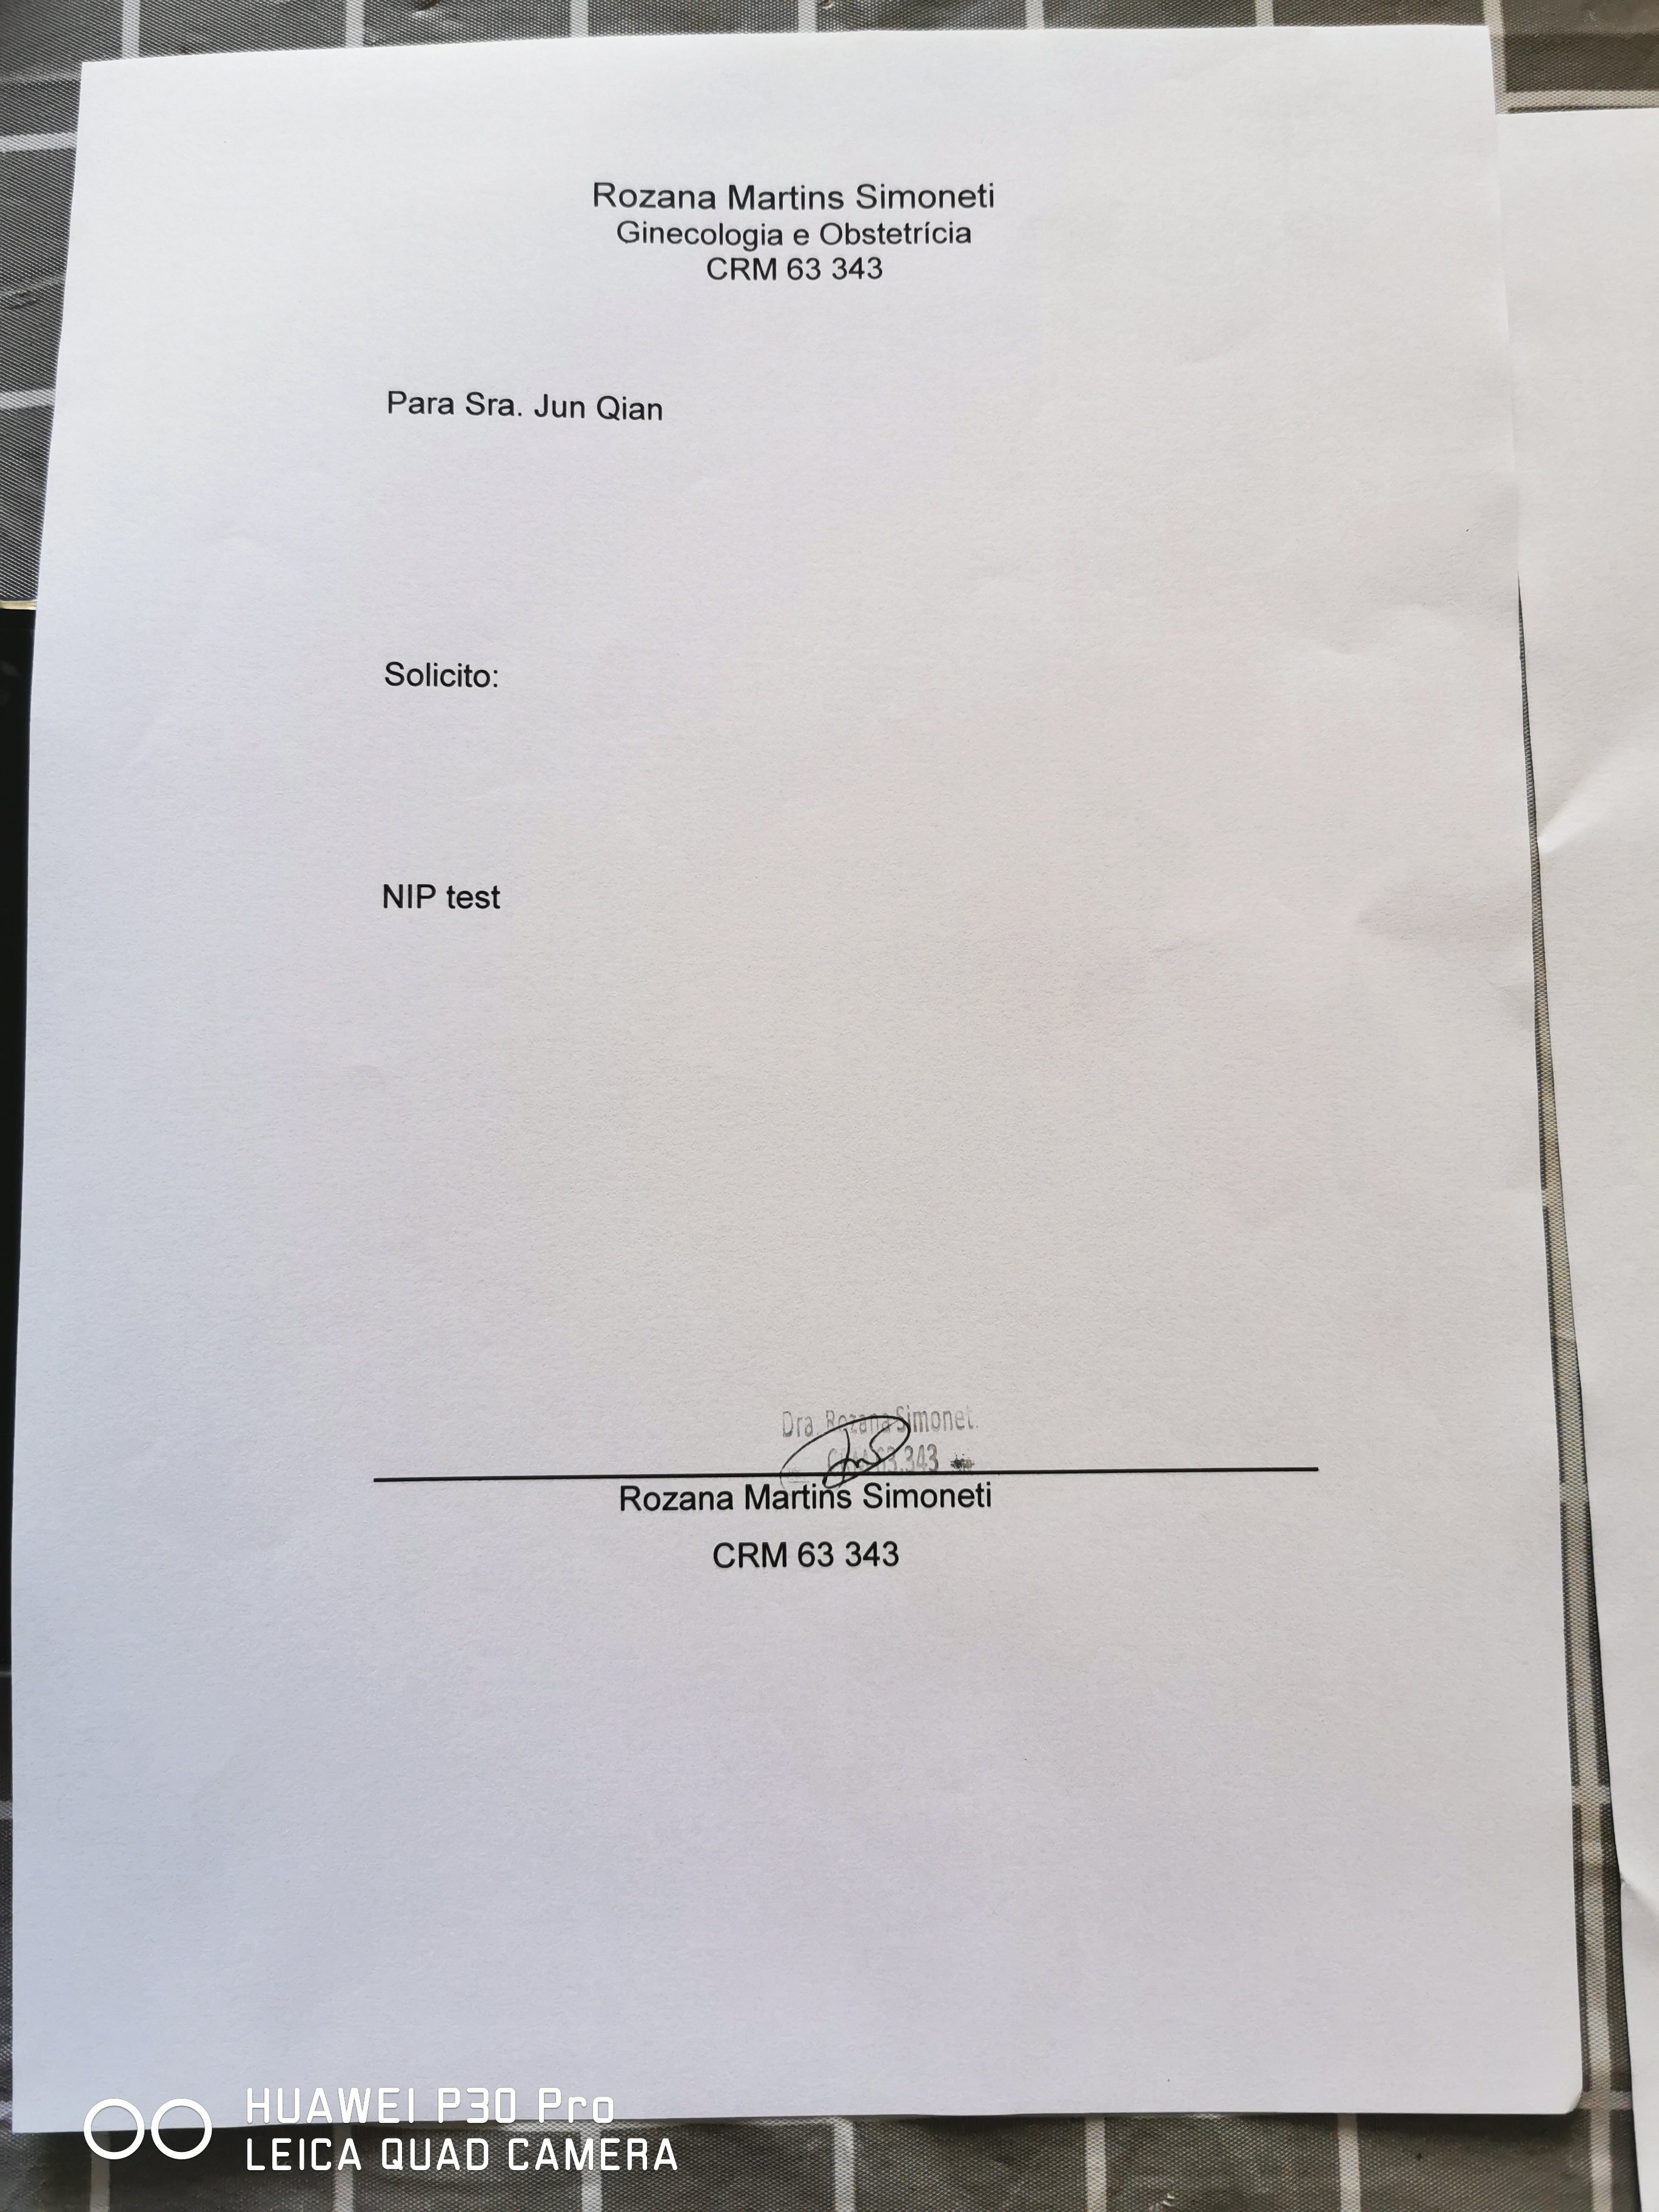 Rozana Martins Simoneti
Ginecologia e Obstetrícia
CRM 63 343
Para Sra. Jun Qian
Solicito:
NIP test
Dra. Rozana Simonet.
63.343
Rozana Martins Simoneti
CRM 63 343
HUAWEI P30 Pro
LEICA QUAD CAMERA